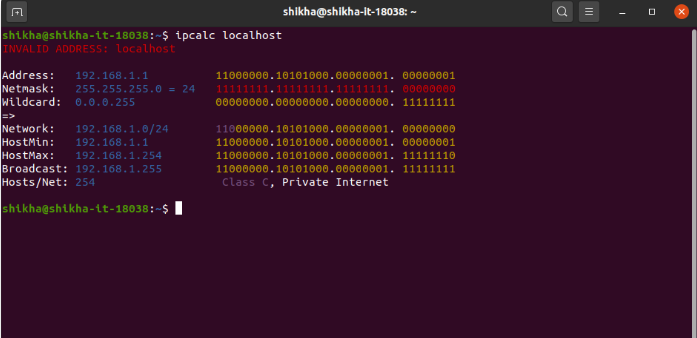 shikha@shikha-it-18038: ~
shikha@shikha-it-18038:~$ ipcalc localhost
INVALID ADDRESS: localhost
Address: 192.168.1.1 11000000.10101000.00000001. 00000001
Netmask: 255.255.255.0 = 24 11111111.11111111.11111111. 00000000
Wildcard: 0.0.0.255 00000000.00000000.00000000. 11111111
=>
Network: 192.168.1.0/24 11000000.10101000.00000001. 00000000
HostMin: 192.168.1.1 11000000.10101000.00000001. 00000001
HostMax: 192.168.1.254 11000000.10101000.00000001. 11111110
Broadcast: 192.168.1.255 11000000.10101000.00000001. 11111111
Hosts/Net: 254 Class C, Private Internet
shikha@shikha-it-18038:~$